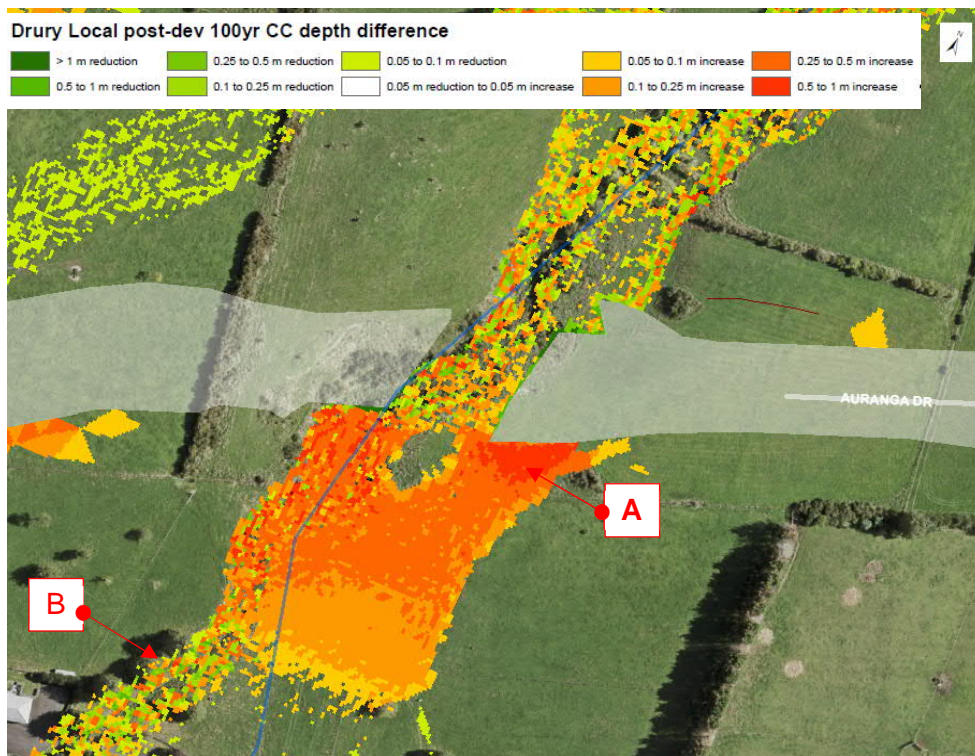 Drury Local post-dev 100yr CC depth difference
> 1 m reduction
0.25 to 0.5 m reduction
0.05 to 0.1 m reduction
0.05 to 0.1 m increase
0.25 to 0.5 m increase
0.5 to 1 m reduction
0.1 to 0.25 m reduction
0.05 m reduction to 0.05 m increase
0.1 to 0.25 m increase
0.5 to 1 m increase
N
AURANGA DR
A
B